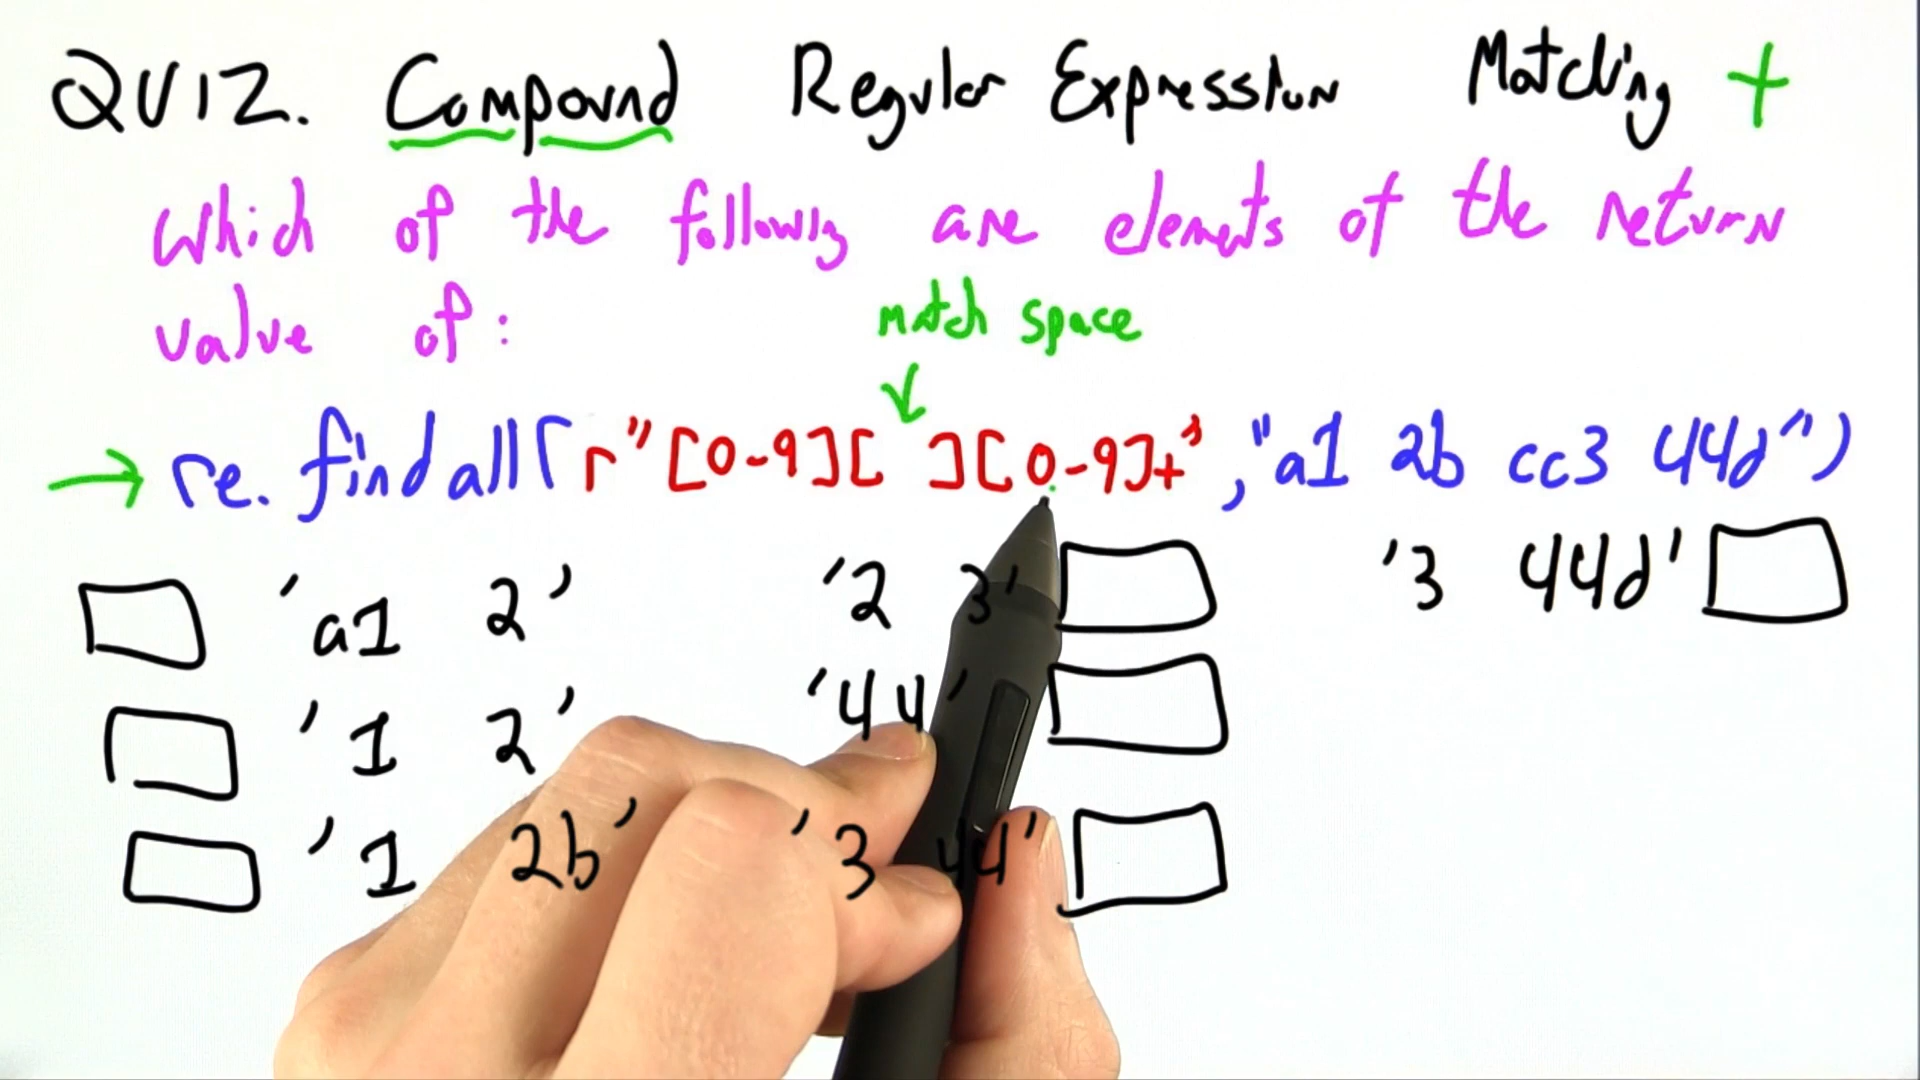 QUIZ. Compound Regular Expression Matching +
Which of the following are elements of the return
value of:
match space
re.findall(r"[0-9][ ][0-9]+", "a1 2b cc3 44d")
'a1 2' '2 3' '3 44d'
'1 2' '44'
'1 2b' '3 44'